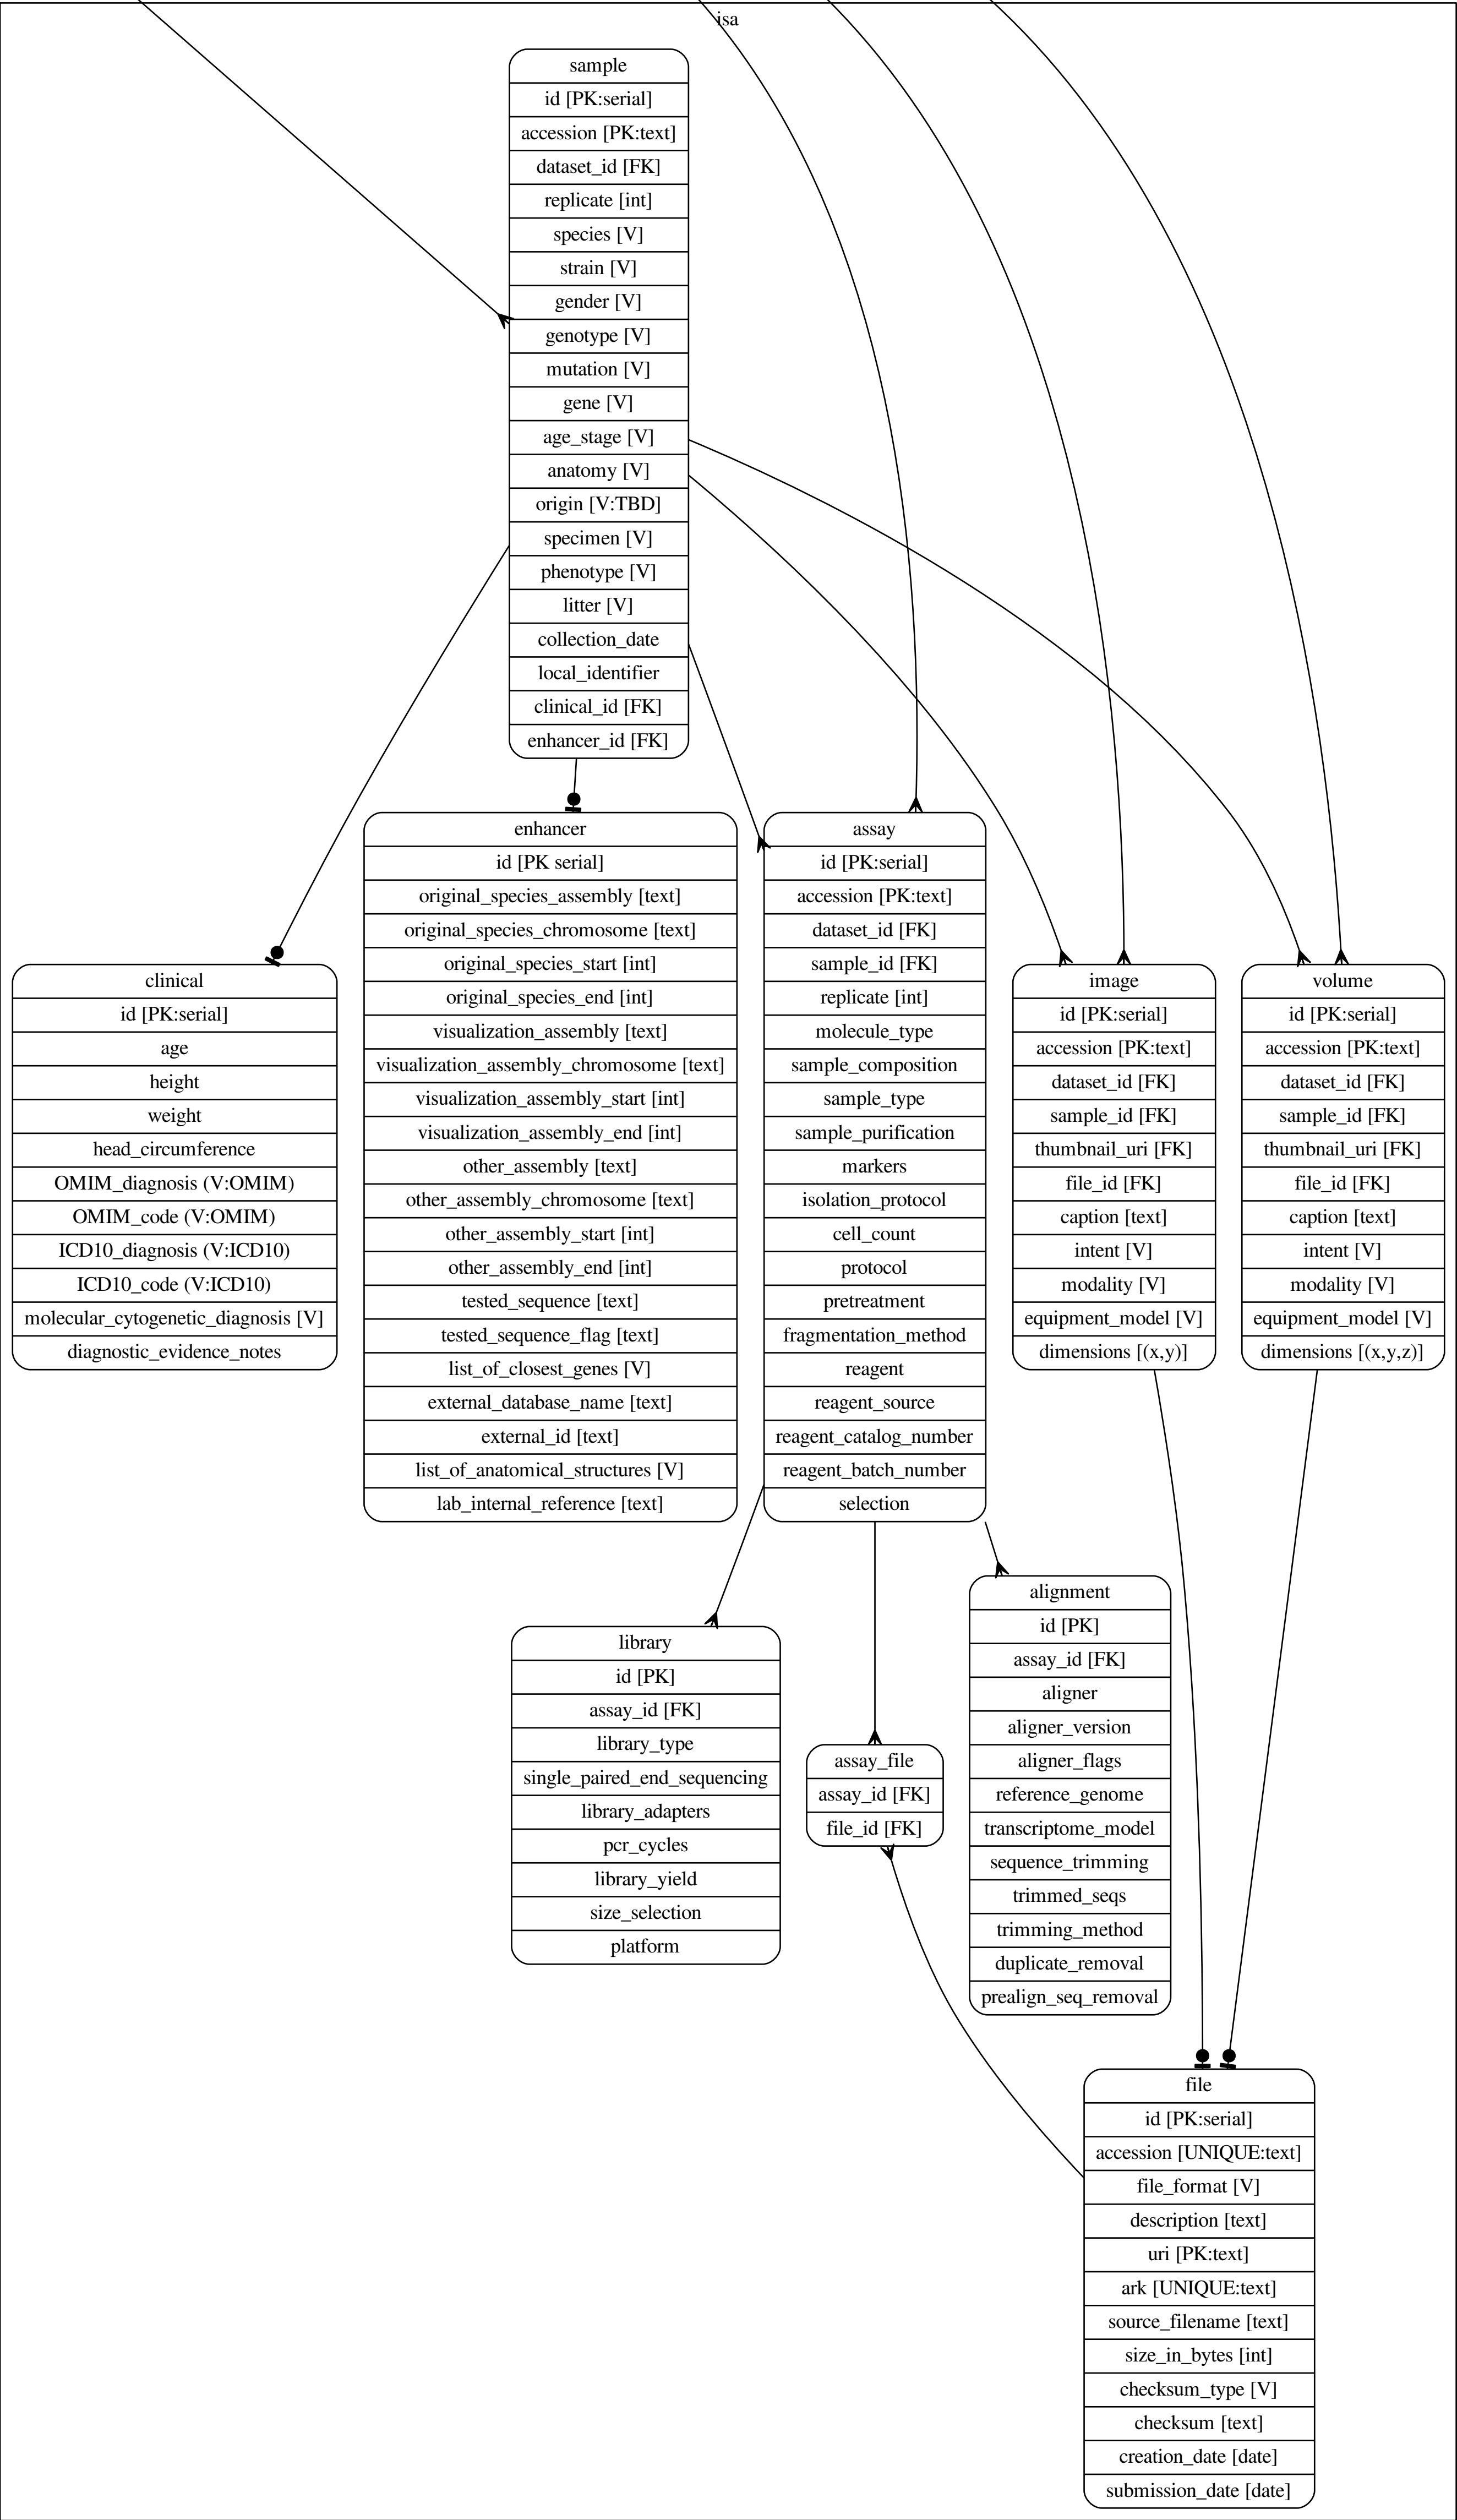 isa
sample
id [PK:serial]
accession [PK:text]
dataset_id [FK]
replicate [int]
species [V]
strain [V]
gender [V]
genotype [V]
mutation [V]
gene [V]
age_stage [V]
anatomy [V]
origin [V:TBD]
specimen [V]
phenotype [V]
litter [V]
collection_date
local_identifier
clinical_id [FK]
enhancer_id [FK]
clinical
id [PK:serial]
age
height
weight
head_circumference
OMIM_diagnosis (V:OMIM)
OMIM_code (V:OMIM)
ICD10_diagnosis (V:ICD10)
ICD10_code (V:ICD10)
molecular_cytogenetic_diagnosis [V]
diagnostic_evidence_notes
enhancer
id [PK serial]
original_species_assembly [text]
original_species_chromosome [text]
original_species_start [int]
original_species_end [int]
visualization_assembly [text]
visualization_assembly_chromosome [text]
visualization_assembly_start [int]
visualization_assembly_end [int]
other_assembly [text]
other_assembly_chromosome [text]
other_assembly_start [int]
other_assembly_end [int]
tested_sequence [text]
tested_sequence_flag [text]
list_of_closest_genes [V]
external_database_name [text]
external_id [text]
list_of_anatomical_structures [V]
lab_internal_reference [text]
assay
id [PK:serial]
accession [PK:text]
dataset_id [FK]
sample_id [FK]
replicate [int]
molecule_type
sample_composition
sample_type
sample_purification
markers
isolation_protocol
cell_count
protocol
pretreatment
fragmentation_method
reagent
reagent_source
reagent_catalog_number
reagent_batch_number
selection
image
id [PK:serial]
accession [PK:text]
dataset_id [FK]
sample_id [FK]
thumbnail_uri [FK]
file_id [FK]
caption [text]
intent [V]
modality [V]
equipment_model [V]
dimensions [(x,y)]
volume
id [PK:serial]
accession [PK:text]
dataset_id [FK]
sample_id [FK]
thumbnail_uri [FK]
file_id [FK]
caption [text]
intent [V]
modality [V]
equipment_model [V]
dimensions [(x,y,z)]
library
id [PK]
assay_id [FK]
library_type
single_paired_end_sequencing
library_adapters
pcr_cycles
library_yield
size_selection
platform
assay_file
assay_id [FK]
file_id [FK]
alignment
id [PK]
assay_id [FK]
aligner
aligner_version
aligner_flags
reference_genome
transcriptome_model
sequence_trimming
trimmed_seqs
trimming_method
duplicate_removal
prealign_seq_removal
file
id [PK:serial]
accession [UNIQUE:text]
file_format [V]
description [text]
uri [PK:text]
ark [UNIQUE:text]
source_filename [text]
size_in_bytes [int]
checksum_type [V]
checksum [text]
creation_date [date]
submission_date [date]